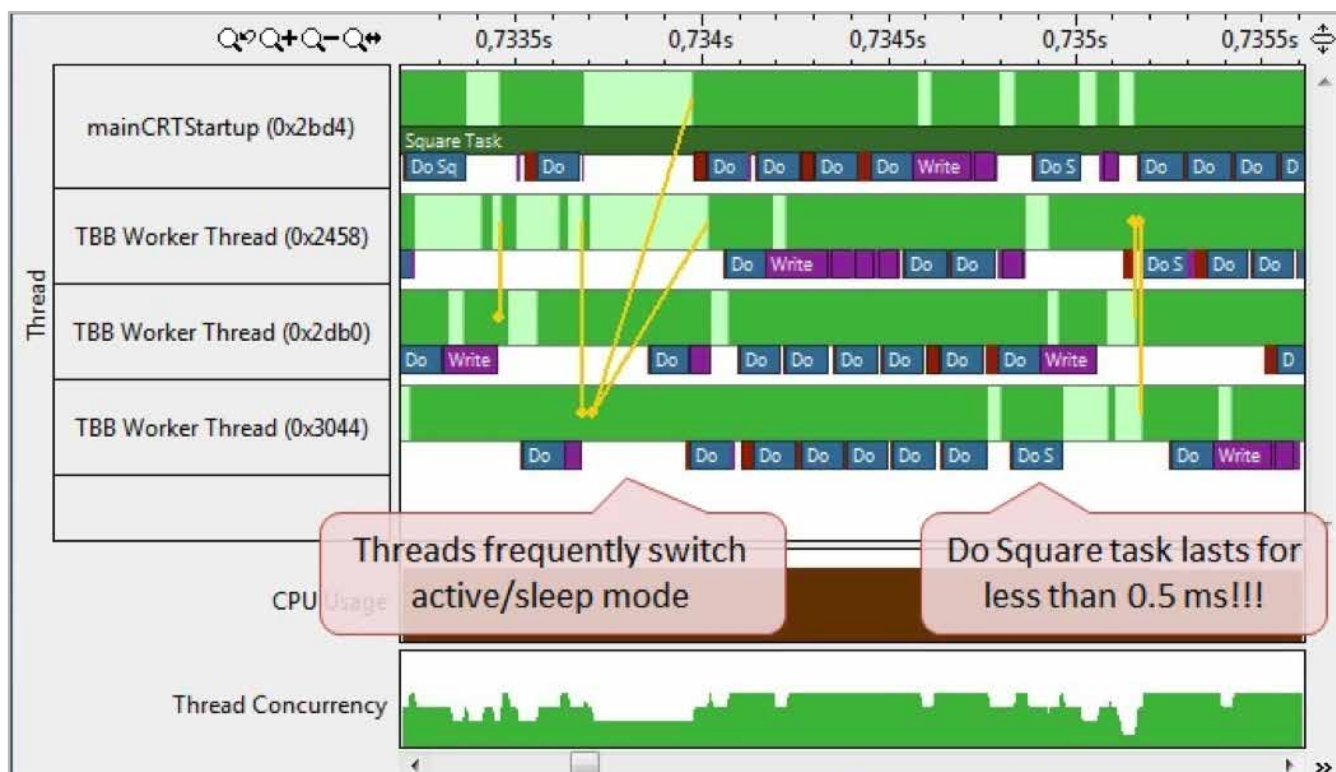 0,7335s 0,734s 0,7345s 0,735s 0,7355s
Thread
mainCRTStartup (0x2bd4)
Square Task
Do Sq Do Do Do Do Do Write Do S Do Do Do D
TBB Worker Thread (0x2458)
Do Write Do Do Do S Do Do
TBB Worker Thread (0x2db0)
Do Write Do Do Do Do Do Do Do Write D
TBB Worker Thread (0x3044)
Do Do Do Do Do Do Do Do S Do Write
Threads frequently switch
active/sleep mode
Do Square task lasts for
less than 0.5 ms!!!
CPU Usage
Thread Concurrency